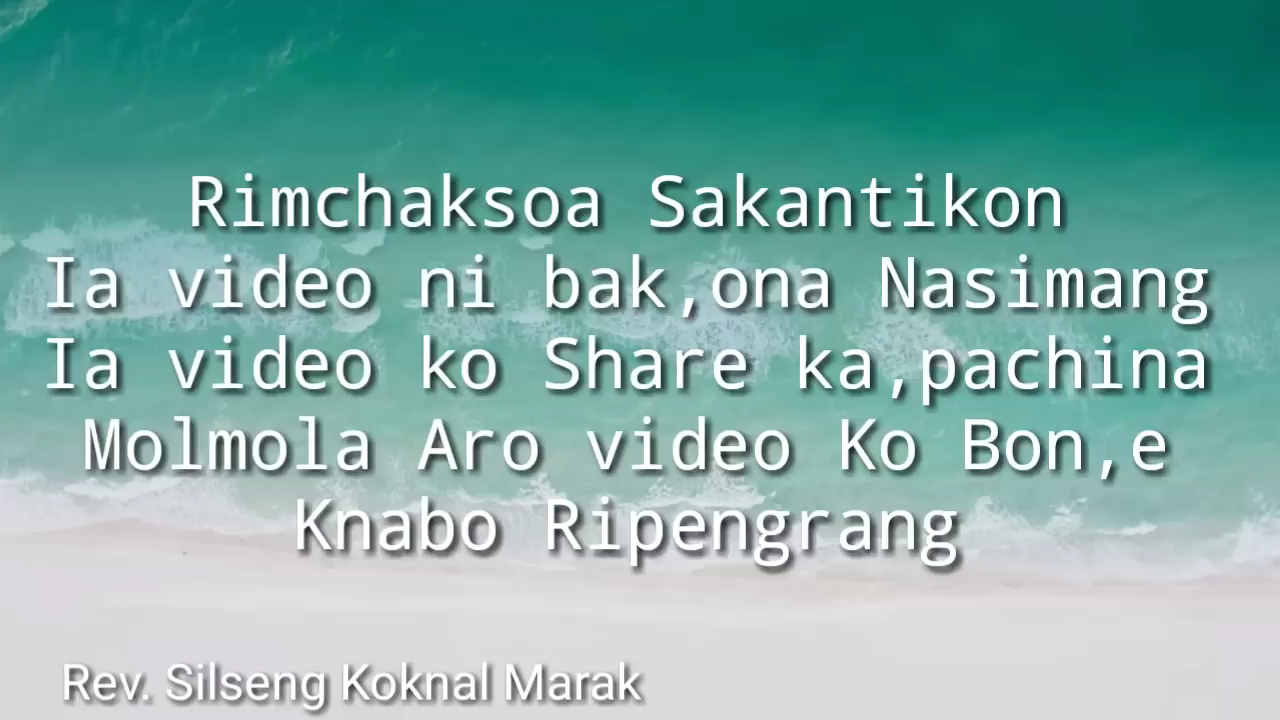 Rimchaksoa Sakantikon
Ia video ni bak,ona Nasimang
Ia video ko Share ka,pachina
Molmola Aro video Ko Bon,e
Knabo Ripengrang
Rev. Silseng Koknal Marak